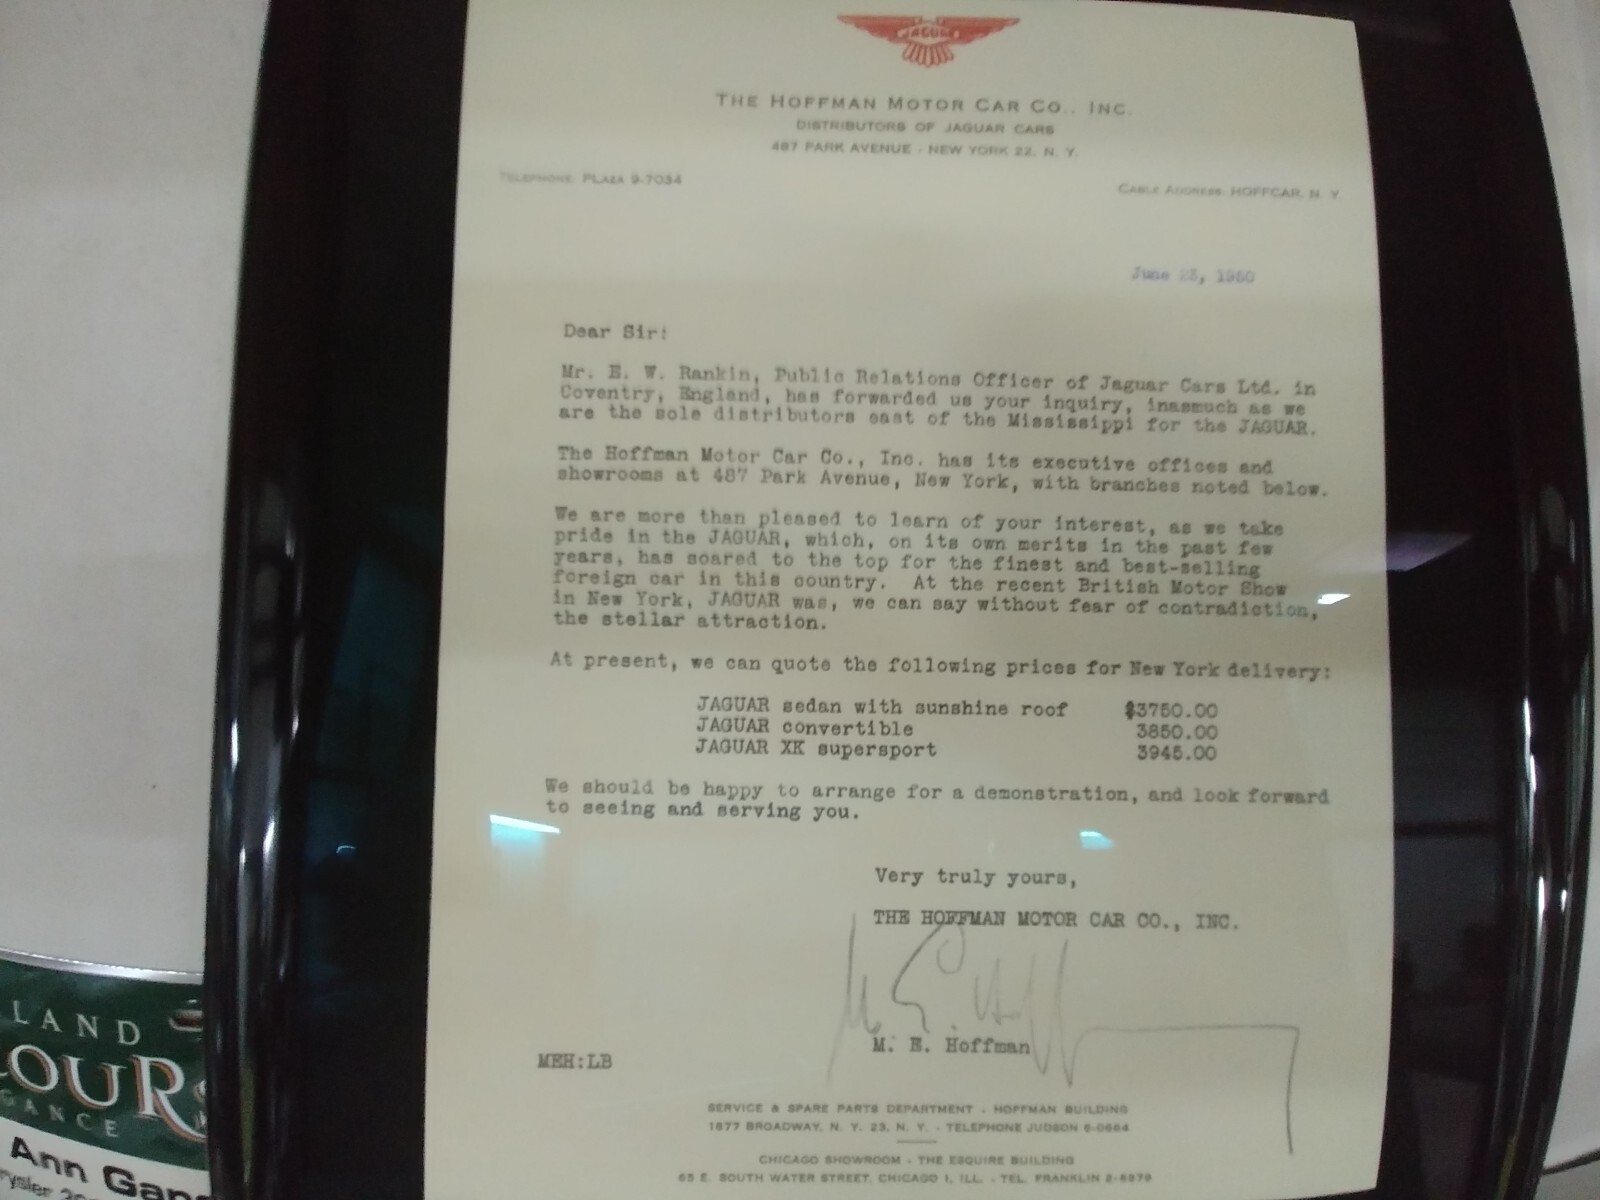 JAGUAR
THE HOFFMAN MOTOR CAR CO., INC.
DISTRIBUTORS OF JAGUAR CARS
487 PARK AVENUE - NEW YORK 22, N. Y.
TELEPHONE: PLAZA 9-7034
CABLE ADDRESS: HOFFCAR, N. Y.
June , 1950
Dear Sir:
Mr. E. W. Rankin, Public Relations Officer of Jaguar Cars Ltd. in
Coventry, England, has forwarded us your inquiry, inasmuch as we
are the sole distributors east of the Mississippi for the JAGUAR.
The Hoffman Motor Car Co., Inc. has its executive offices and
showrooms at 487 Park Avenue, New York, with branches noted below.
We are more than pleased to learn of your interest, as we take
pride in the JAGUAR, which, on its own merits in the past few
years, has soared to the top for the finest and best-selling
foreign car in this country. At the recent British Motor Show
in New York, JAGUAR was, we can say without fear of contradiction,
the stellar attraction.
At present, we can quote the following prices for New York delivery:
JAGUAR sedan with sunshine roof $3750.00
JAGUAR convertible 3850.00
JAGUAR XK supersport 3945.00
We should be happy to arrange for a demonstration, and look forward
to seeing and serving you.
Very truly yours,
THE HOFFMAN MOTOR CAR CO., INC.
M. E. Hoffman
MEH:LB
SERVICE & SPARE PARTS DEPARTMENT - HOFFMAN BUILDING
1877 BROADWAY, N. Y. 23, N. Y. - TELEPHONE JUDSON 6-0664
CHICAGO SHOWROOM - THE ESQUIRE BUILDING
65 E. SOUTH WATER STREET, CHICAGO 1, ILL. - TEL. FRANKLIN 2-6879
LAND
OURS
GANCE
Ann Gan
rysler